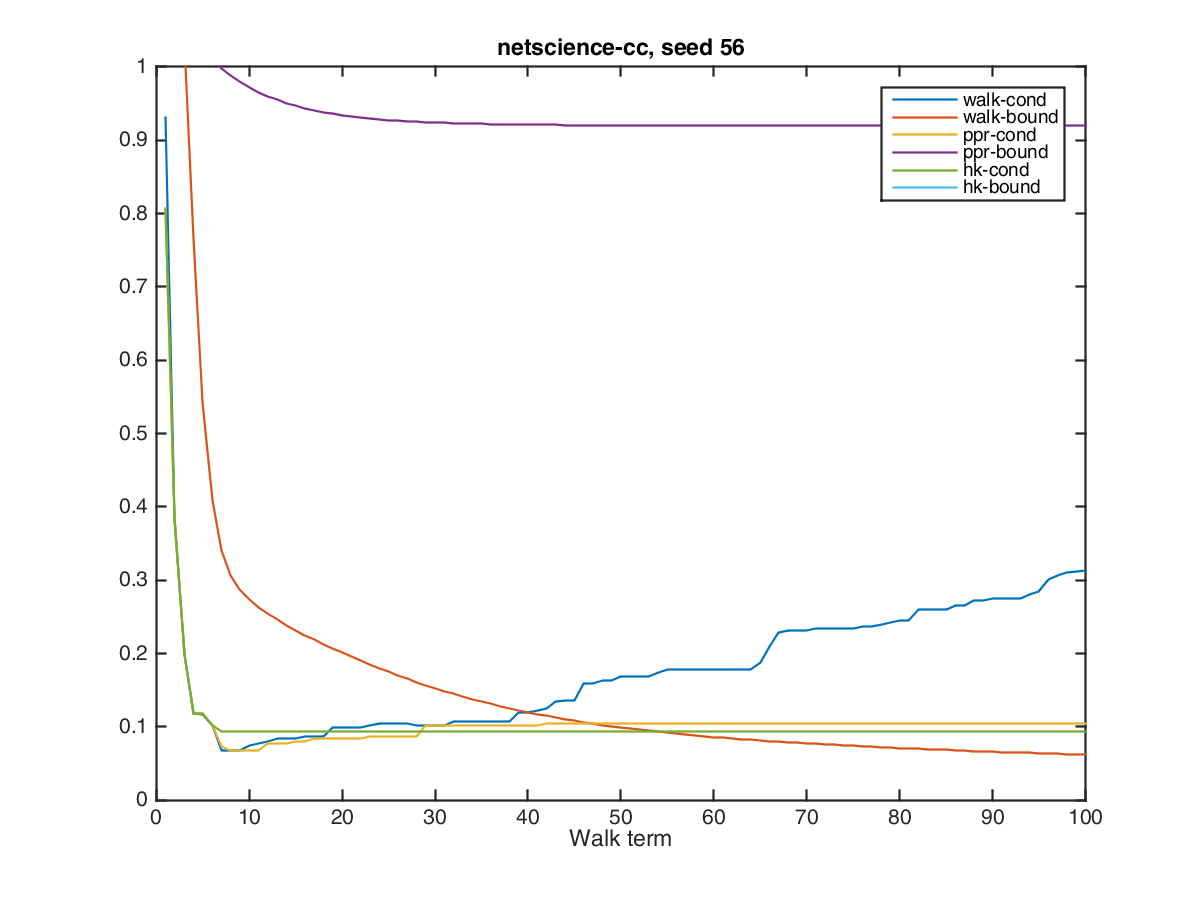 netscience-cc, seed 56
1
0.9
0.8
0.7
0.6
0.5
0.4
0.3
0.2
0.1
0
walk-cond
walk-bound
ppr-cond
ppr-bound
hk-cond
hk-bound
0 10 20 30 40 50 60 70 80 90 100
Walk term